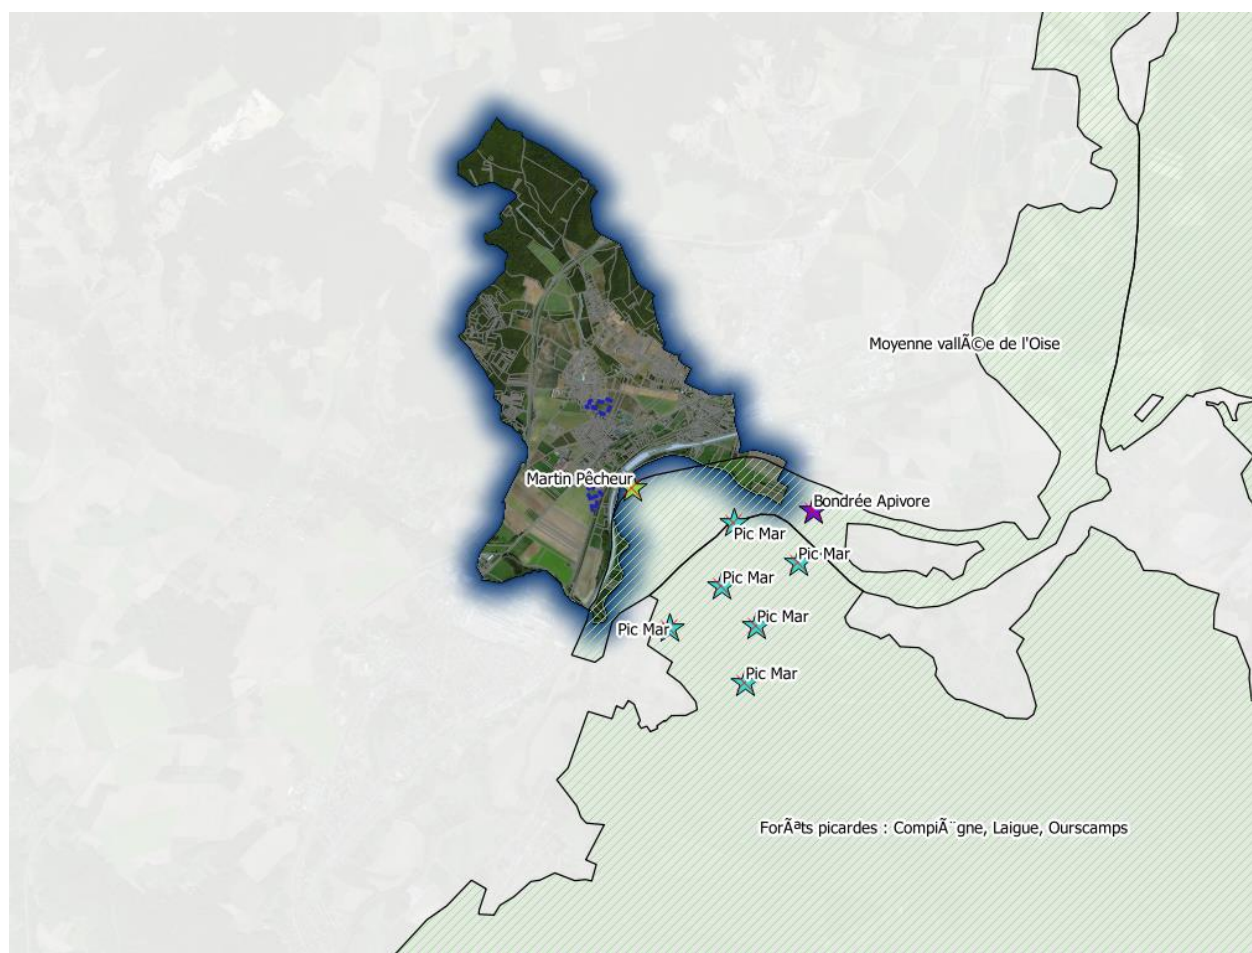 Moyenne vallÃ©e de l'Oise
Martin Pêcheur
Bondrée Apivore
Pic Mar
Pic Mar
Pic Mar
Pic Mar
Pic Mar
Pic Mar
ForÃªts picardes : CompiÃ¨gne, Laigue, Ourscamps